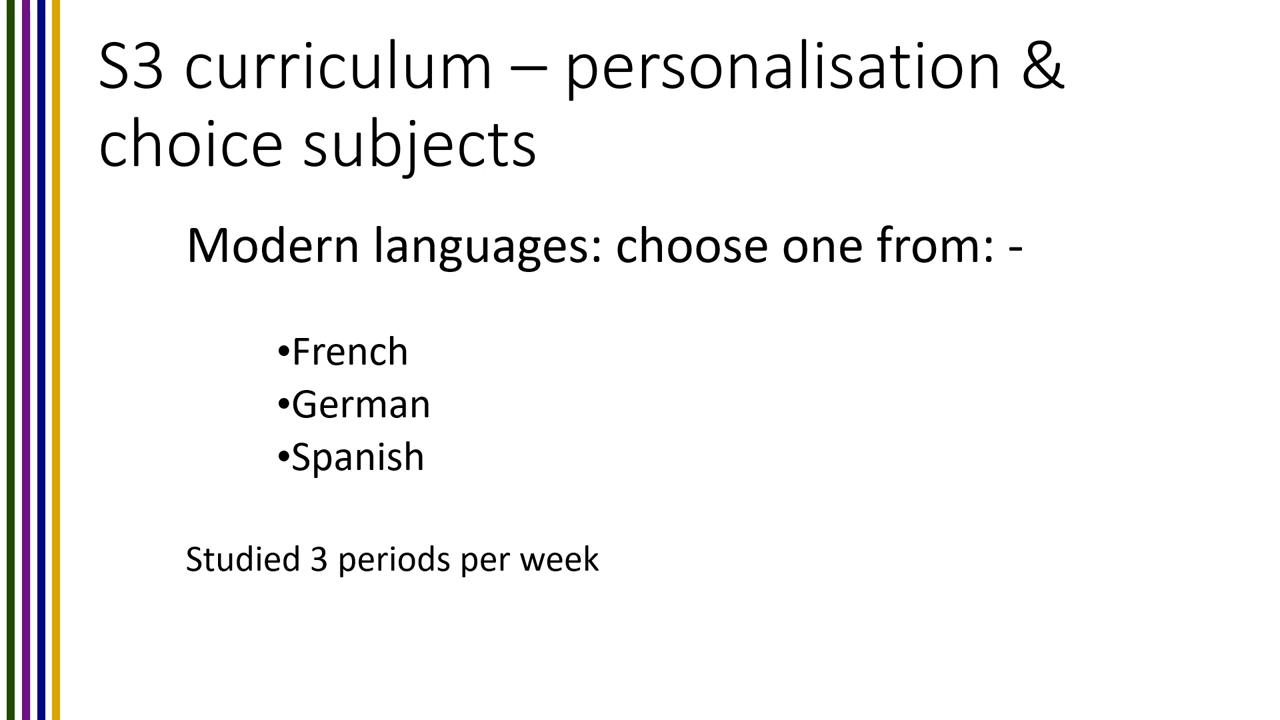 S3 curriculum – personalisation &
choice subjects
Modern languages: choose one from: -
•French
•German
•Spanish
Studied 3 periods per week